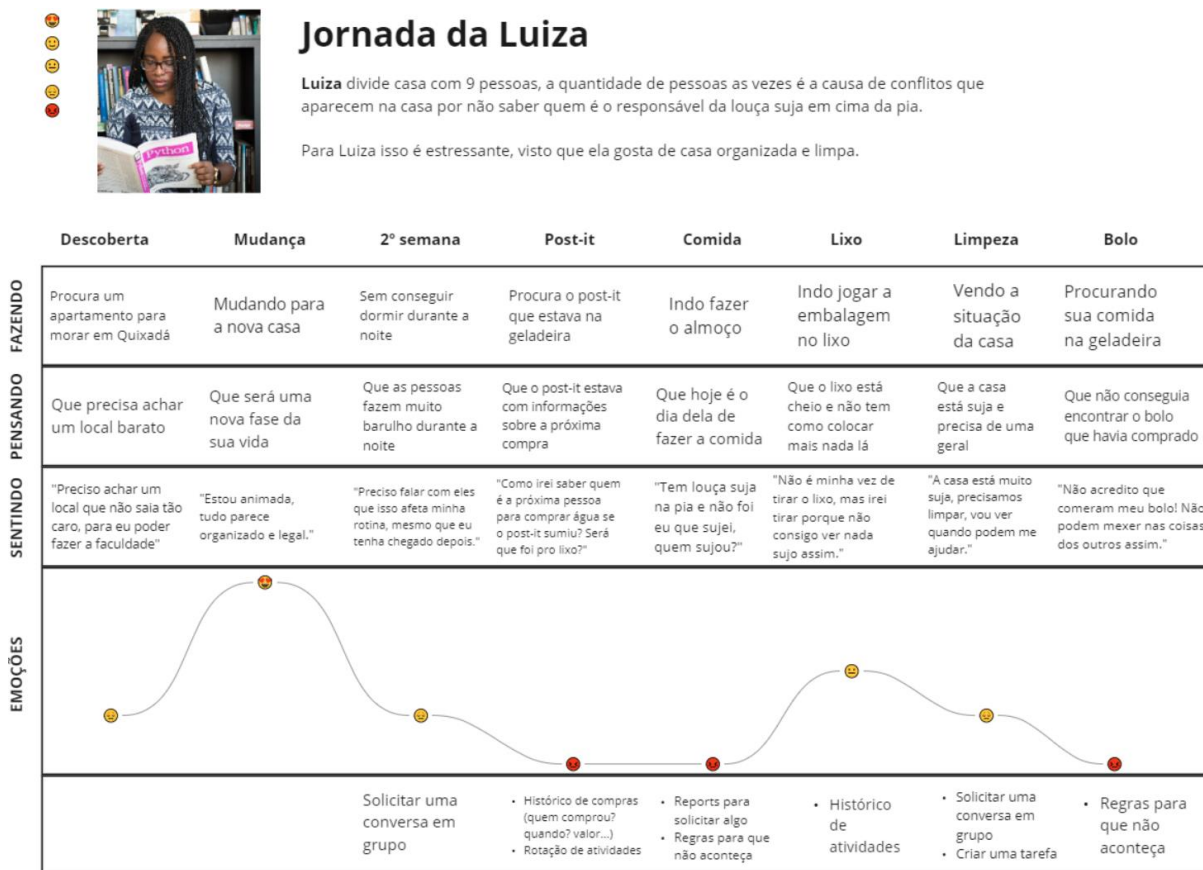 Jornada da Luiza
Luiza divide casa com 9 pessoas, a quantidade de pessoas as vezes é a causa de conflitos que
aparecem na casa por não saber quem é o responsável da louça suja em cima da pia.
Para Luiza isso é estressante, visto que ela gosta de casa organizada e limpa.
Python
Descoberta
Mudança
2º semana
Post-it
Comida
Lixo
Limpeza
Bolo
FAZENDO
Procura um
apartamento para
morar em Quixadá
Mudando para
a nova casa
Sem conseguir
dormir durante a
noite
Procura o post-it
que estava na
geladeira
Indo fazer
o almoço
Indo jogar a
embalagem
no lixo
Vendo a
situação
da casa
Procurando
sua comida
na geladeira
PENSANDO
Que precisa achar
um local barato
Que será uma
nova fase da
sua vida
Que as pessoas
fazem muito
barulho durante a
noite
Que o post-it estava
com informações
sobre a próxima
compra
Que hoje é o
dia dela de
fazer a comida
Que o lixo está
cheio e não tem
como colocar
mais nada lá
Que a casa
está suja e
precisa de uma
geral
Que não conseguia
encontrar o bolo
que havia comprado
SENTINDO
"Preciso achar um
local que não saia tão
caro, para eu poder
fazer a faculdade"
"Estou animada,
tudo parece
organizado e legal."
"Preciso falar com eles
que isso afeta minha
rotina, mesmo que eu
tenha chegado depois."
"Como irei saber quem
é a próxima pessoa
para comprar água se
o post-it sumiu? Será
que foi pro lixo?"
"Tem louça suja
na pia e não foi
eu que sujei,
quem sujou?"
"Não é minha vez de
tirar o lixo, mas irei
tirar porque não
consigo ver nada
sujo assim."
"A casa está muito
suja, precisamos
limpar, vou ver
quando podem me
ajudar."
"Não acredito que
comeram meu bolo! Não
podem mexer nas coisas
dos outros assim."
EMOÇÕES
Solicitar uma
conversa em
grupo
• Histórico de compras
(quem comprou?
quando? valor...)
• Rotação de atividades
• Reports para
solicitar algo
• Regras para que
não aconteça
• Histórico
de
atividades
• Solicitar uma
conversa em
grupo
• Criar uma tarefa
• Regras para
que não
aconteça